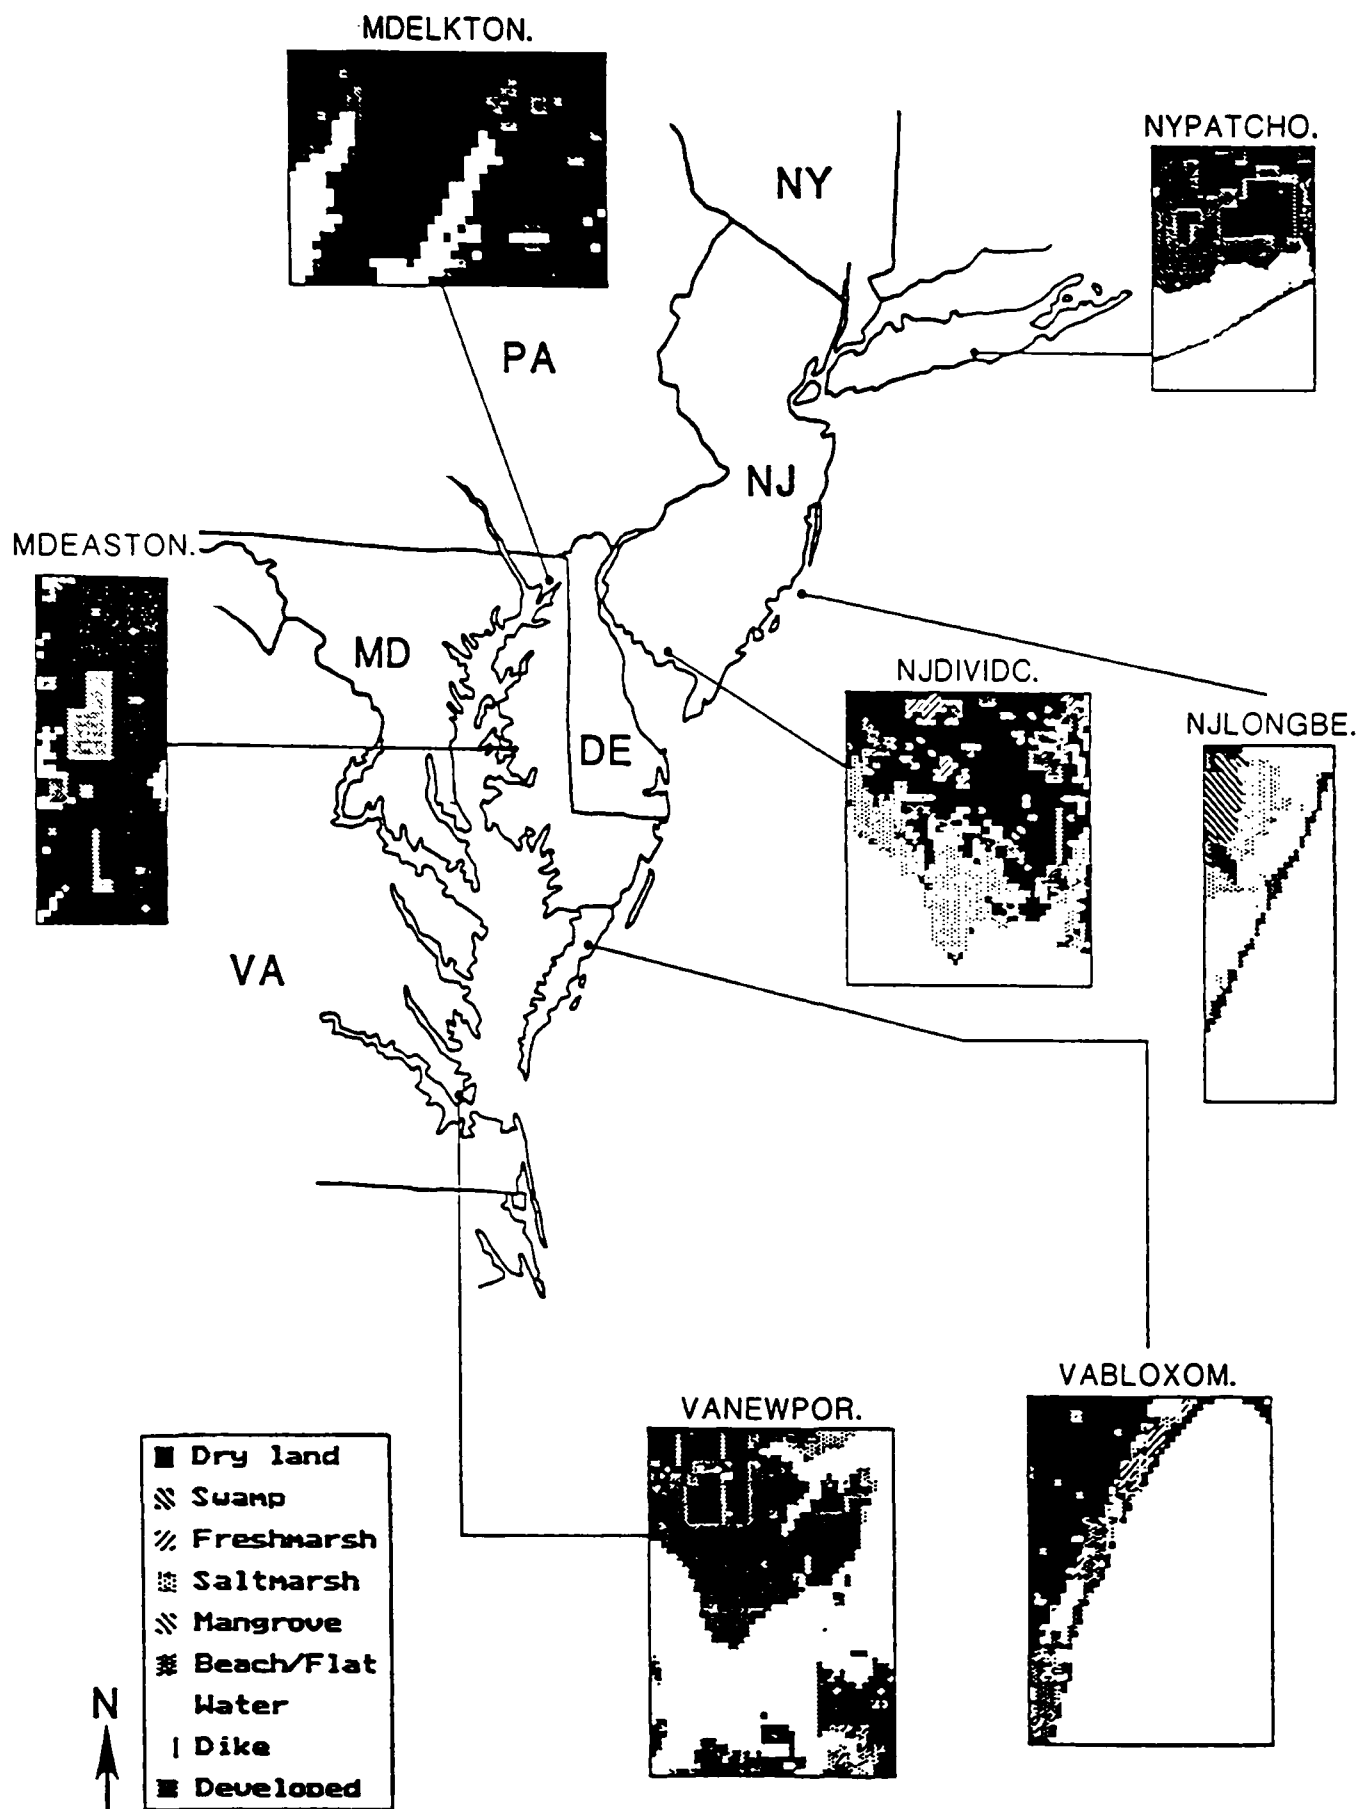 MDELKTON.
NYPATCHO.
NY
PA
NJ
MDEASTON.
MD
NJDIVIDC.
NJLONGBE.
DE
VA
VABLOXOM.
VANEWPOR.
Dry land
Swamp
Freshmarsh
Saltmarsh
Mangrove
Beach/Flat
Water
Dike
Developed
N